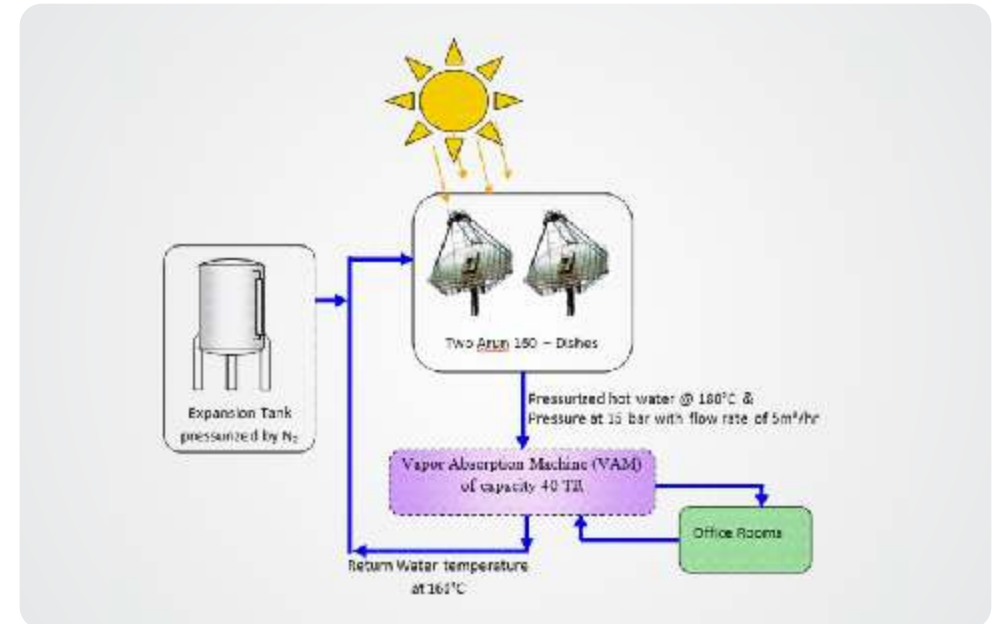 Two Arun 160 – Dishes
Expansion Tank
pressurized by N₂
Pressurized hot water @ 180°C &
Pressure at 15 bar with flow rate of 5m³/hr
Vapor Absorption Machine (VAM)
of capacity 40 TR
Office Rooms
Return Water temperature
at 160°C